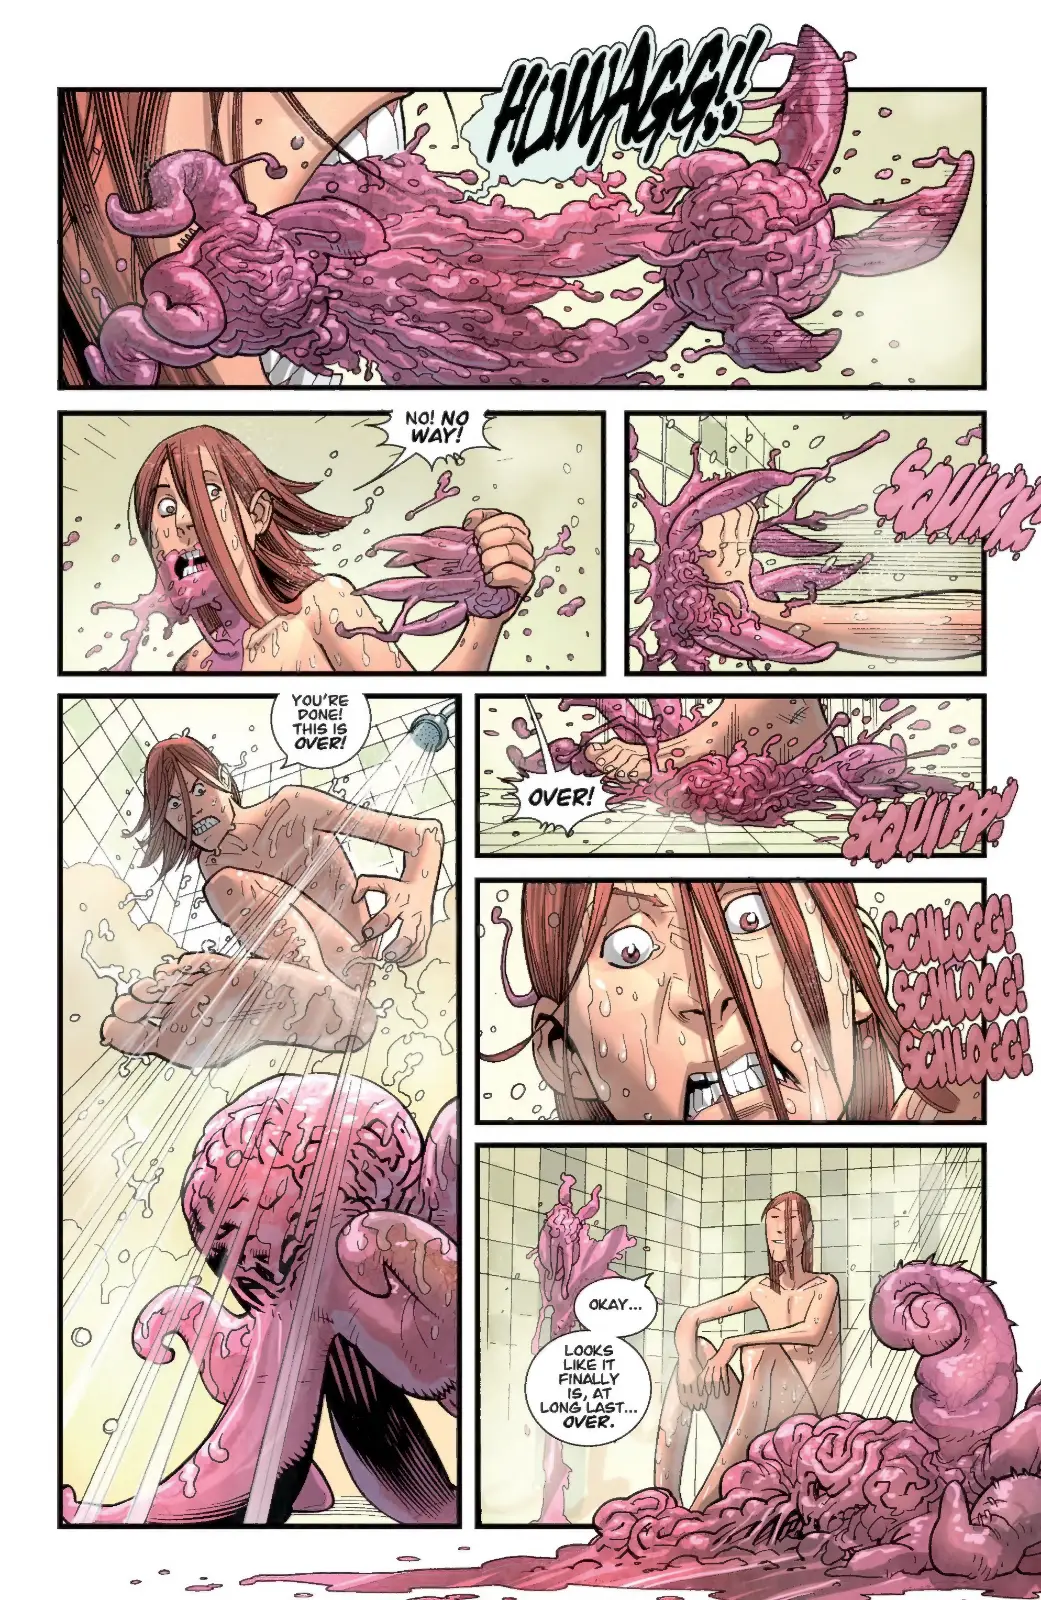 HUWAGG!!
NO! NO
WAY!
SQUIKK!
YOU'RE
DONE!
THIS IS
OVER!
OVER!
SQUIPP!
SCHLOGG!
SCHLOGG!
SCHLOGG!
OKAY...
LOOKS
LIKE IT
FINALLY
IS, AT
LONG LAST...
OVER.